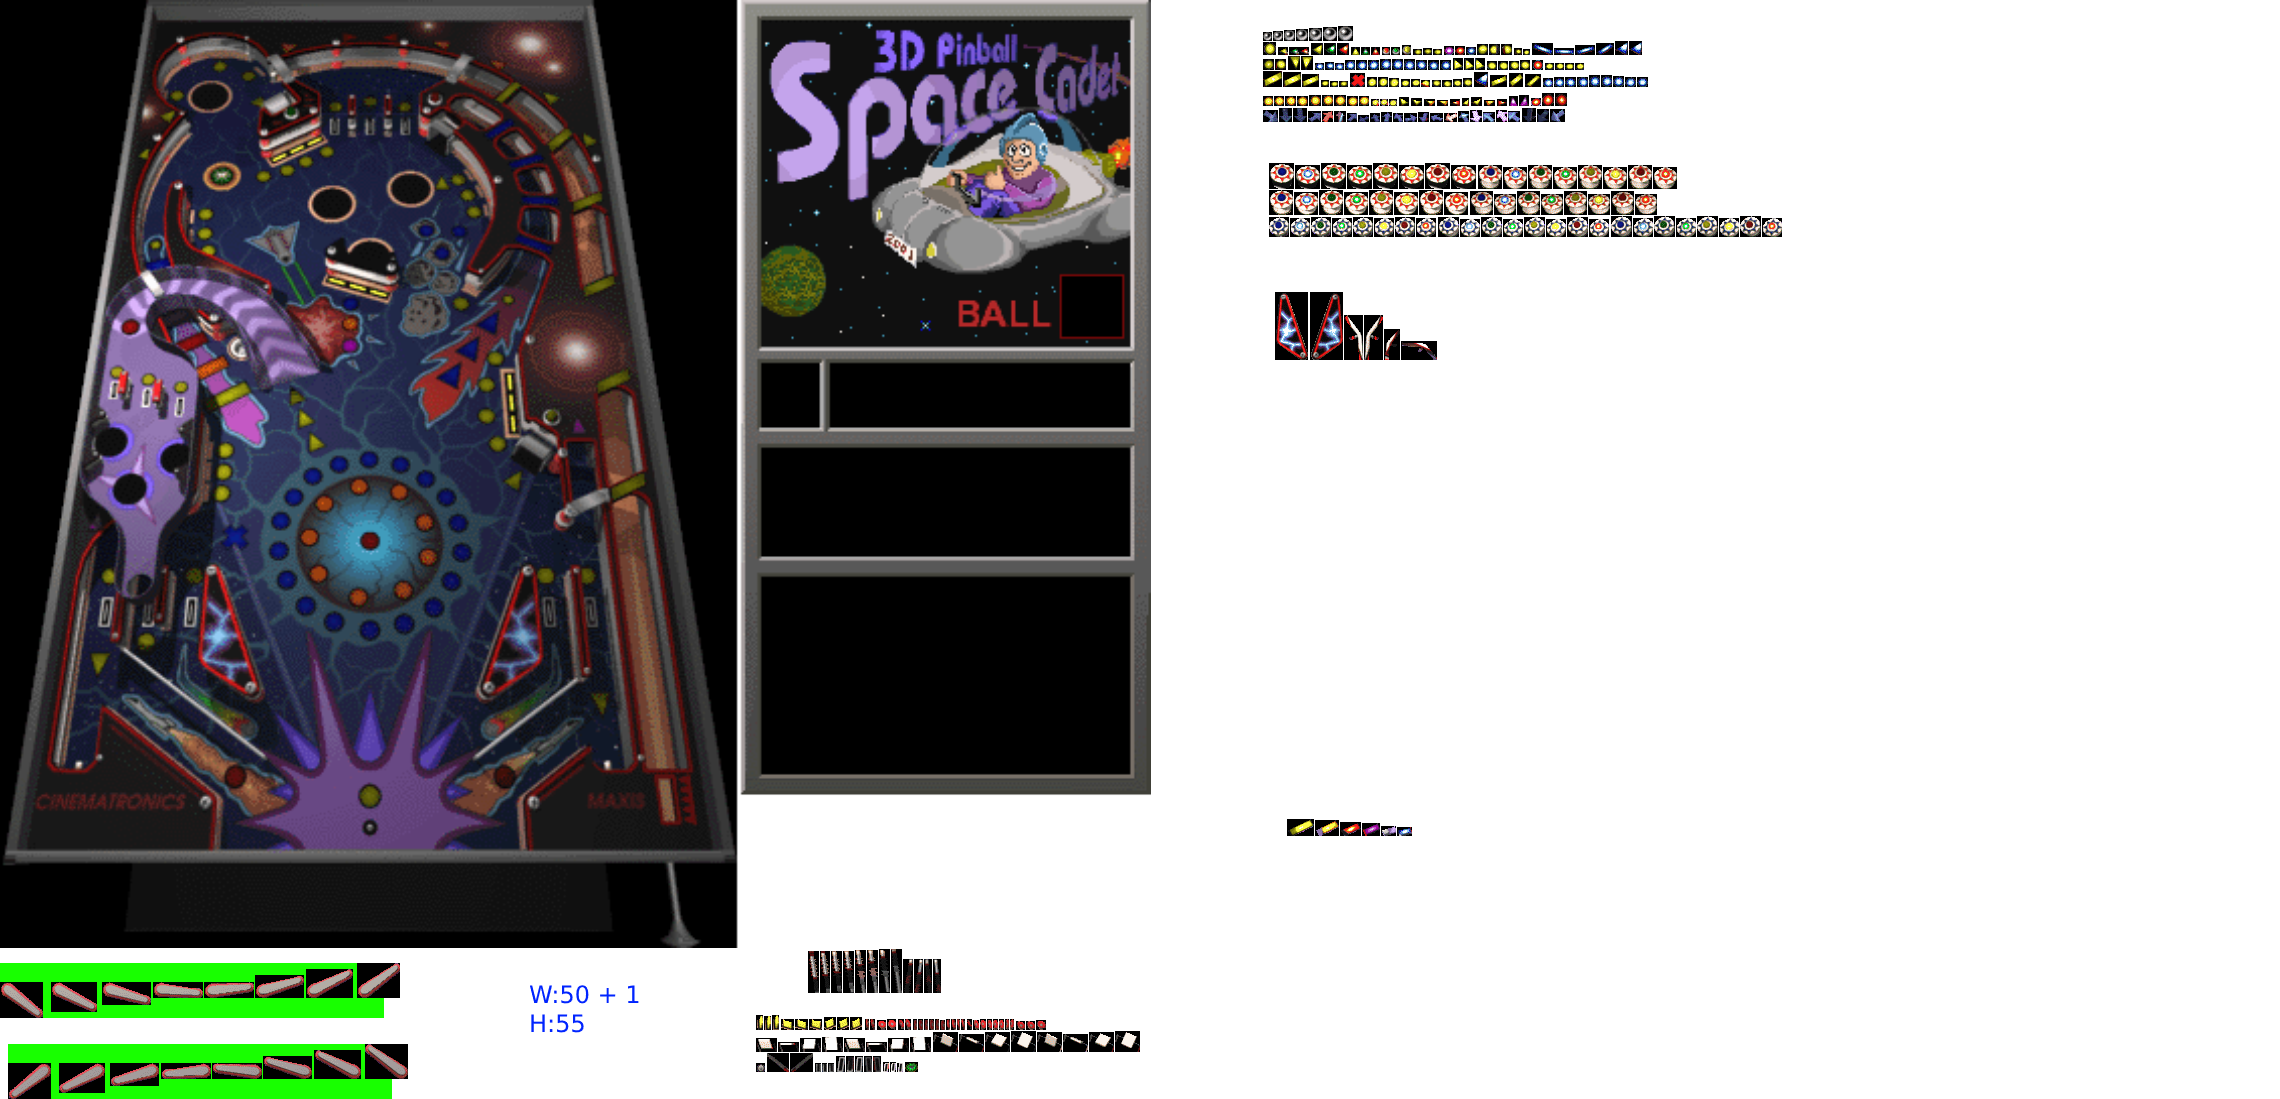 3D Pinball
Space Cadet
2001
BALL
CINEMATRONICS
MAXIS
W:50 + 1
H:55